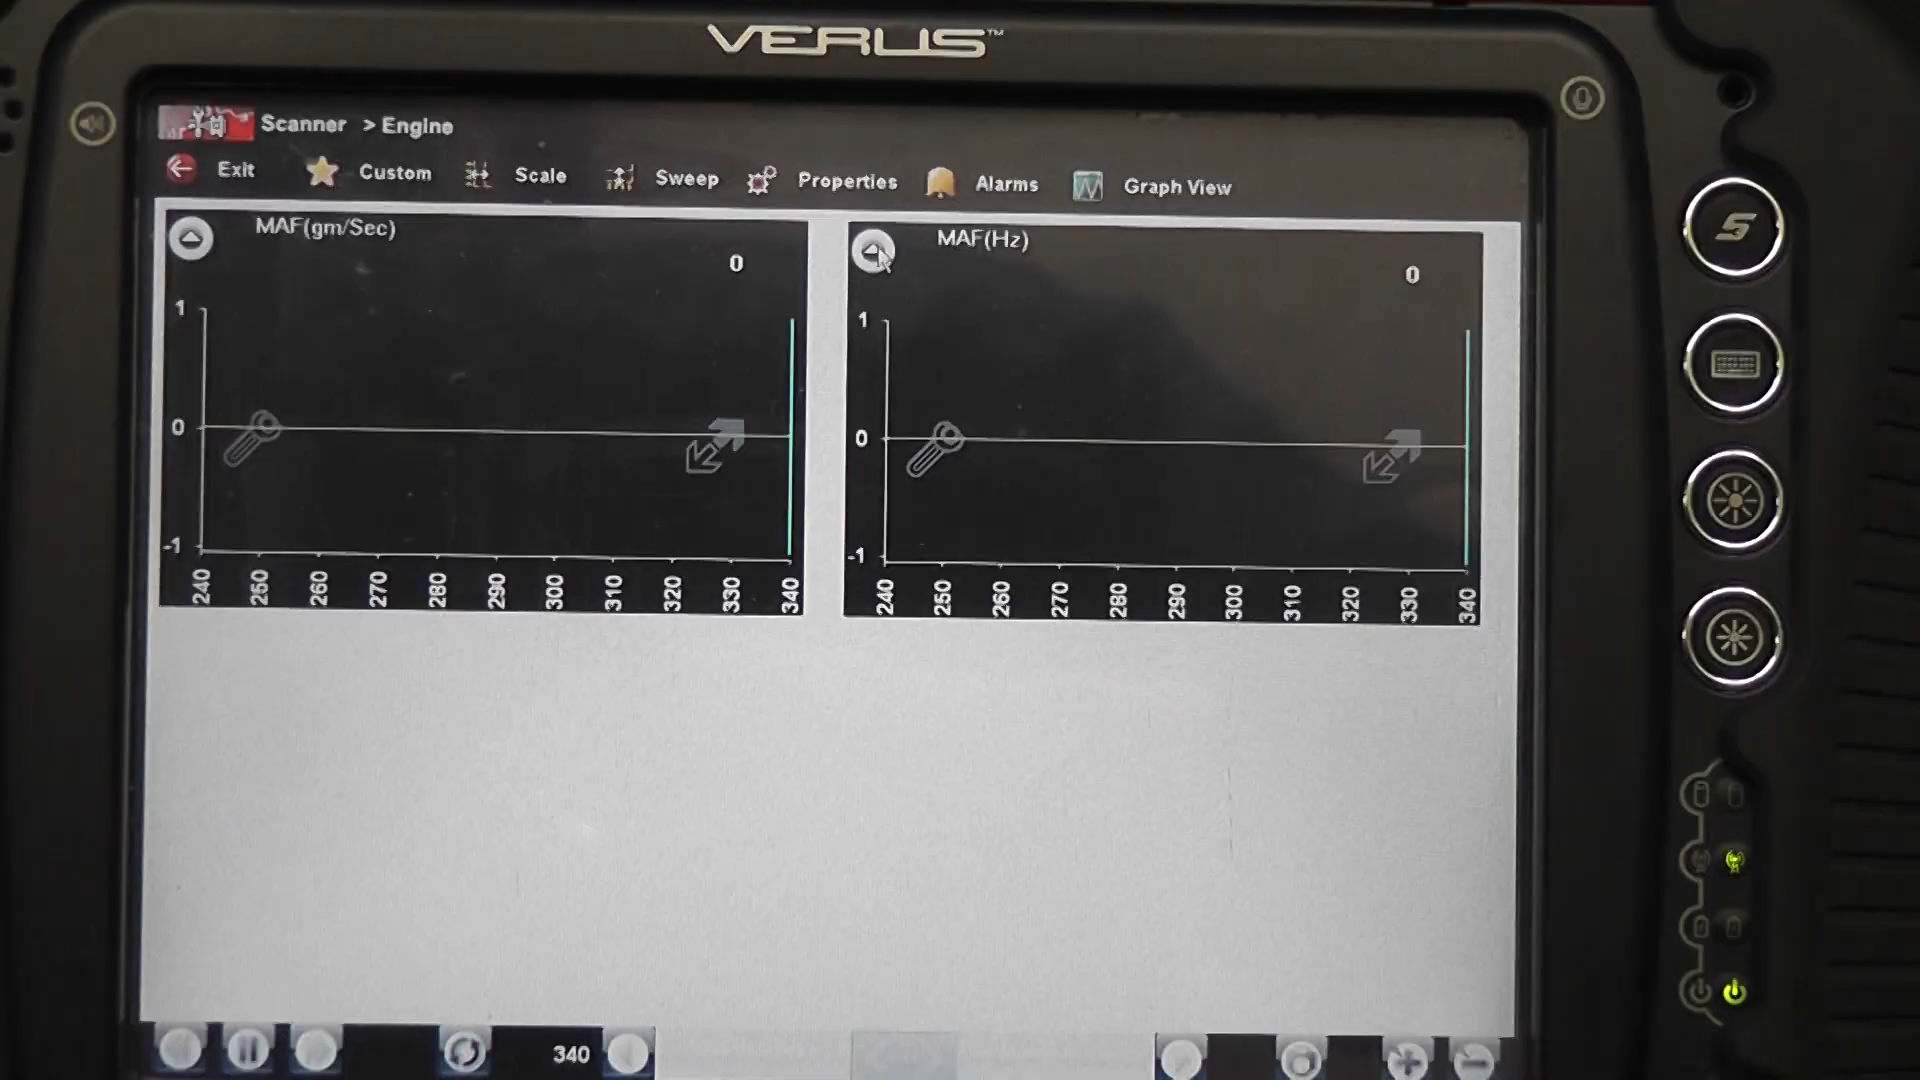 VERUS™
Scanner > Engine
Exit Custom Scale Sweep Properties Alarms Graph View
MAF(gm/Sec)
0
1
0
-1
240 250 260 270 280 290 300 310 320 330 340
MAF(Hz)
0
1
0
-1
240 250 260 270 280 290 300 310 320 330 340
340
S